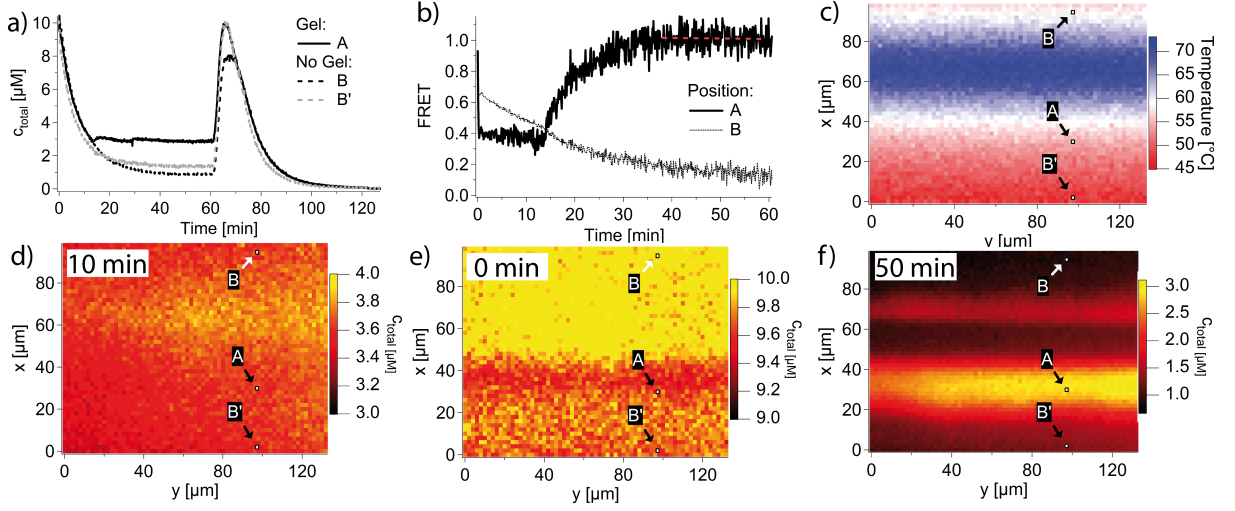 a)
10
8
6
4
2
0
c_total [µM]
0 20 40 60 80 100 120
Time [min]
Gel:
A
No Gel:
B
B'
b)
1.0
0.8
0.6
0.4
0.2
0.0
FRET
0 10 20 30 40 50 60
Time [min]
Position:
A
B
c)
80
60
40
20
0
x [µm]
0 40 80 120
y [µm]
B
A
B'
70
65
60
55
50
45
Temperature [°C]
d)
10 min
80
60
40
20
0
x [µm]
0 40 80 120
y [µm]
B
A
B'
4.0
3.8
3.6
3.4
3.2
3.0
c_total [µM]
e)
0 min
80
60
40
20
0
x [µm]
0 40 80 120
y [µm]
B
A
B'
10.0
9.8
9.6
9.4
9.2
9.0
c_total [µM]
f)
50 min
80
60
40
20
0
x [µm]
0 40 80 120
y [µm]
B
A
B'
3.0
2.5
2.0
1.5
1.0
c_total [µM]